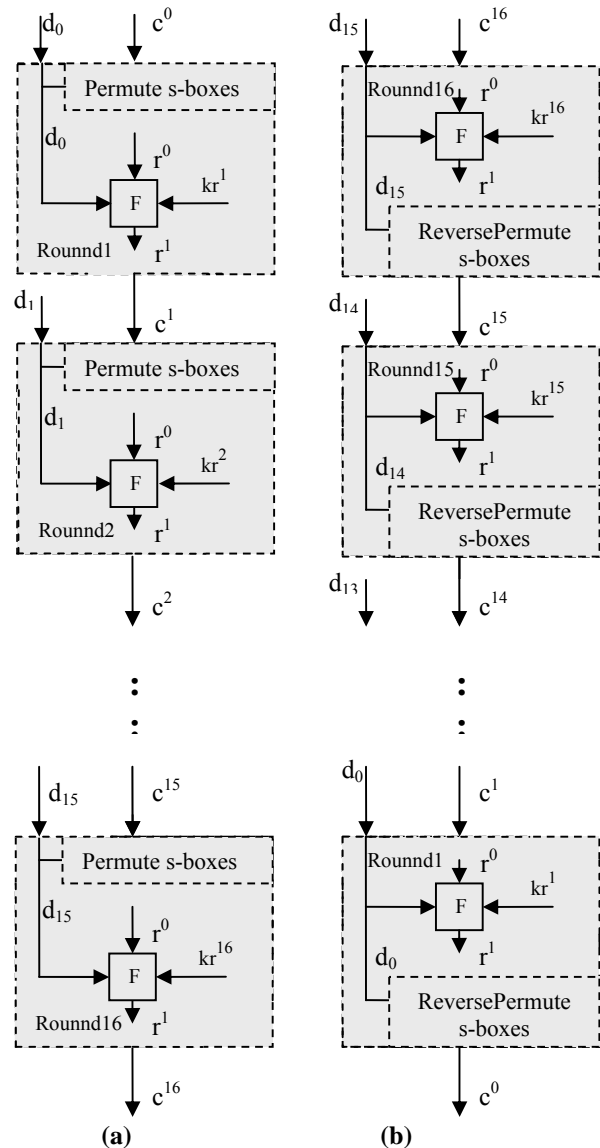 d₀ c⁰
Permute s-boxes
d₀
r⁰
F
kr¹
Rounnd1
r¹
d₁ c¹
Permute s-boxes
d₁
r⁰
F
kr²
Rounnd2
r¹
c²
:
:
d₁₅ c¹⁵
Permute s-boxes
d₁₅
r⁰
F
kr¹⁶
Rounnd16
r¹
c¹⁶
(a)
d₁₅ c¹⁶
Rounnd16
r⁰
F
kr¹⁶
r¹
d₁₅
ReversePermute
s-boxes
d₁₄ c¹⁵
Rounnd15
r⁰
F
kr¹⁵
r¹
d₁₄
ReversePermute
s-boxes
d₁₃ c¹⁴
:
:
d₀ c¹
Rounnd1
r⁰
F
kr¹
r¹
d₀
ReversePermute
s-boxes
c⁰
(b)